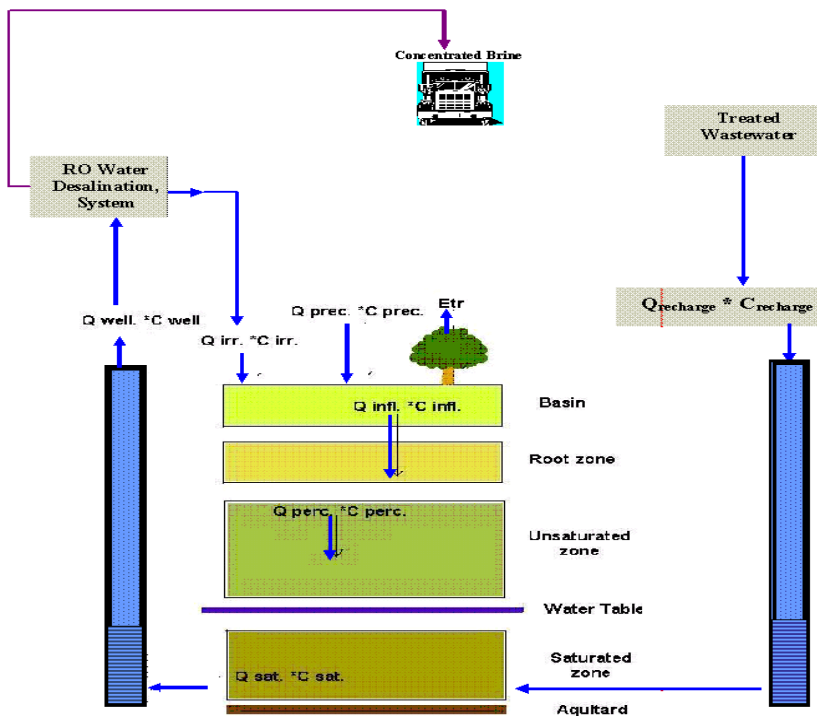 Concentrated Brine
Treated
Wastewater
RO Water
Desalination,
System
Qrecharge * Crecharge
Etr
Q prec. *C prec.
Q well. *C well
Q irr. *C irr.
Q infl. *C infl.
Basin
Root zone
Q perc. *C perc.
Unsaturated
zone
Water Table
Saturated
zone
Q sat. *C sat.
Aquitard